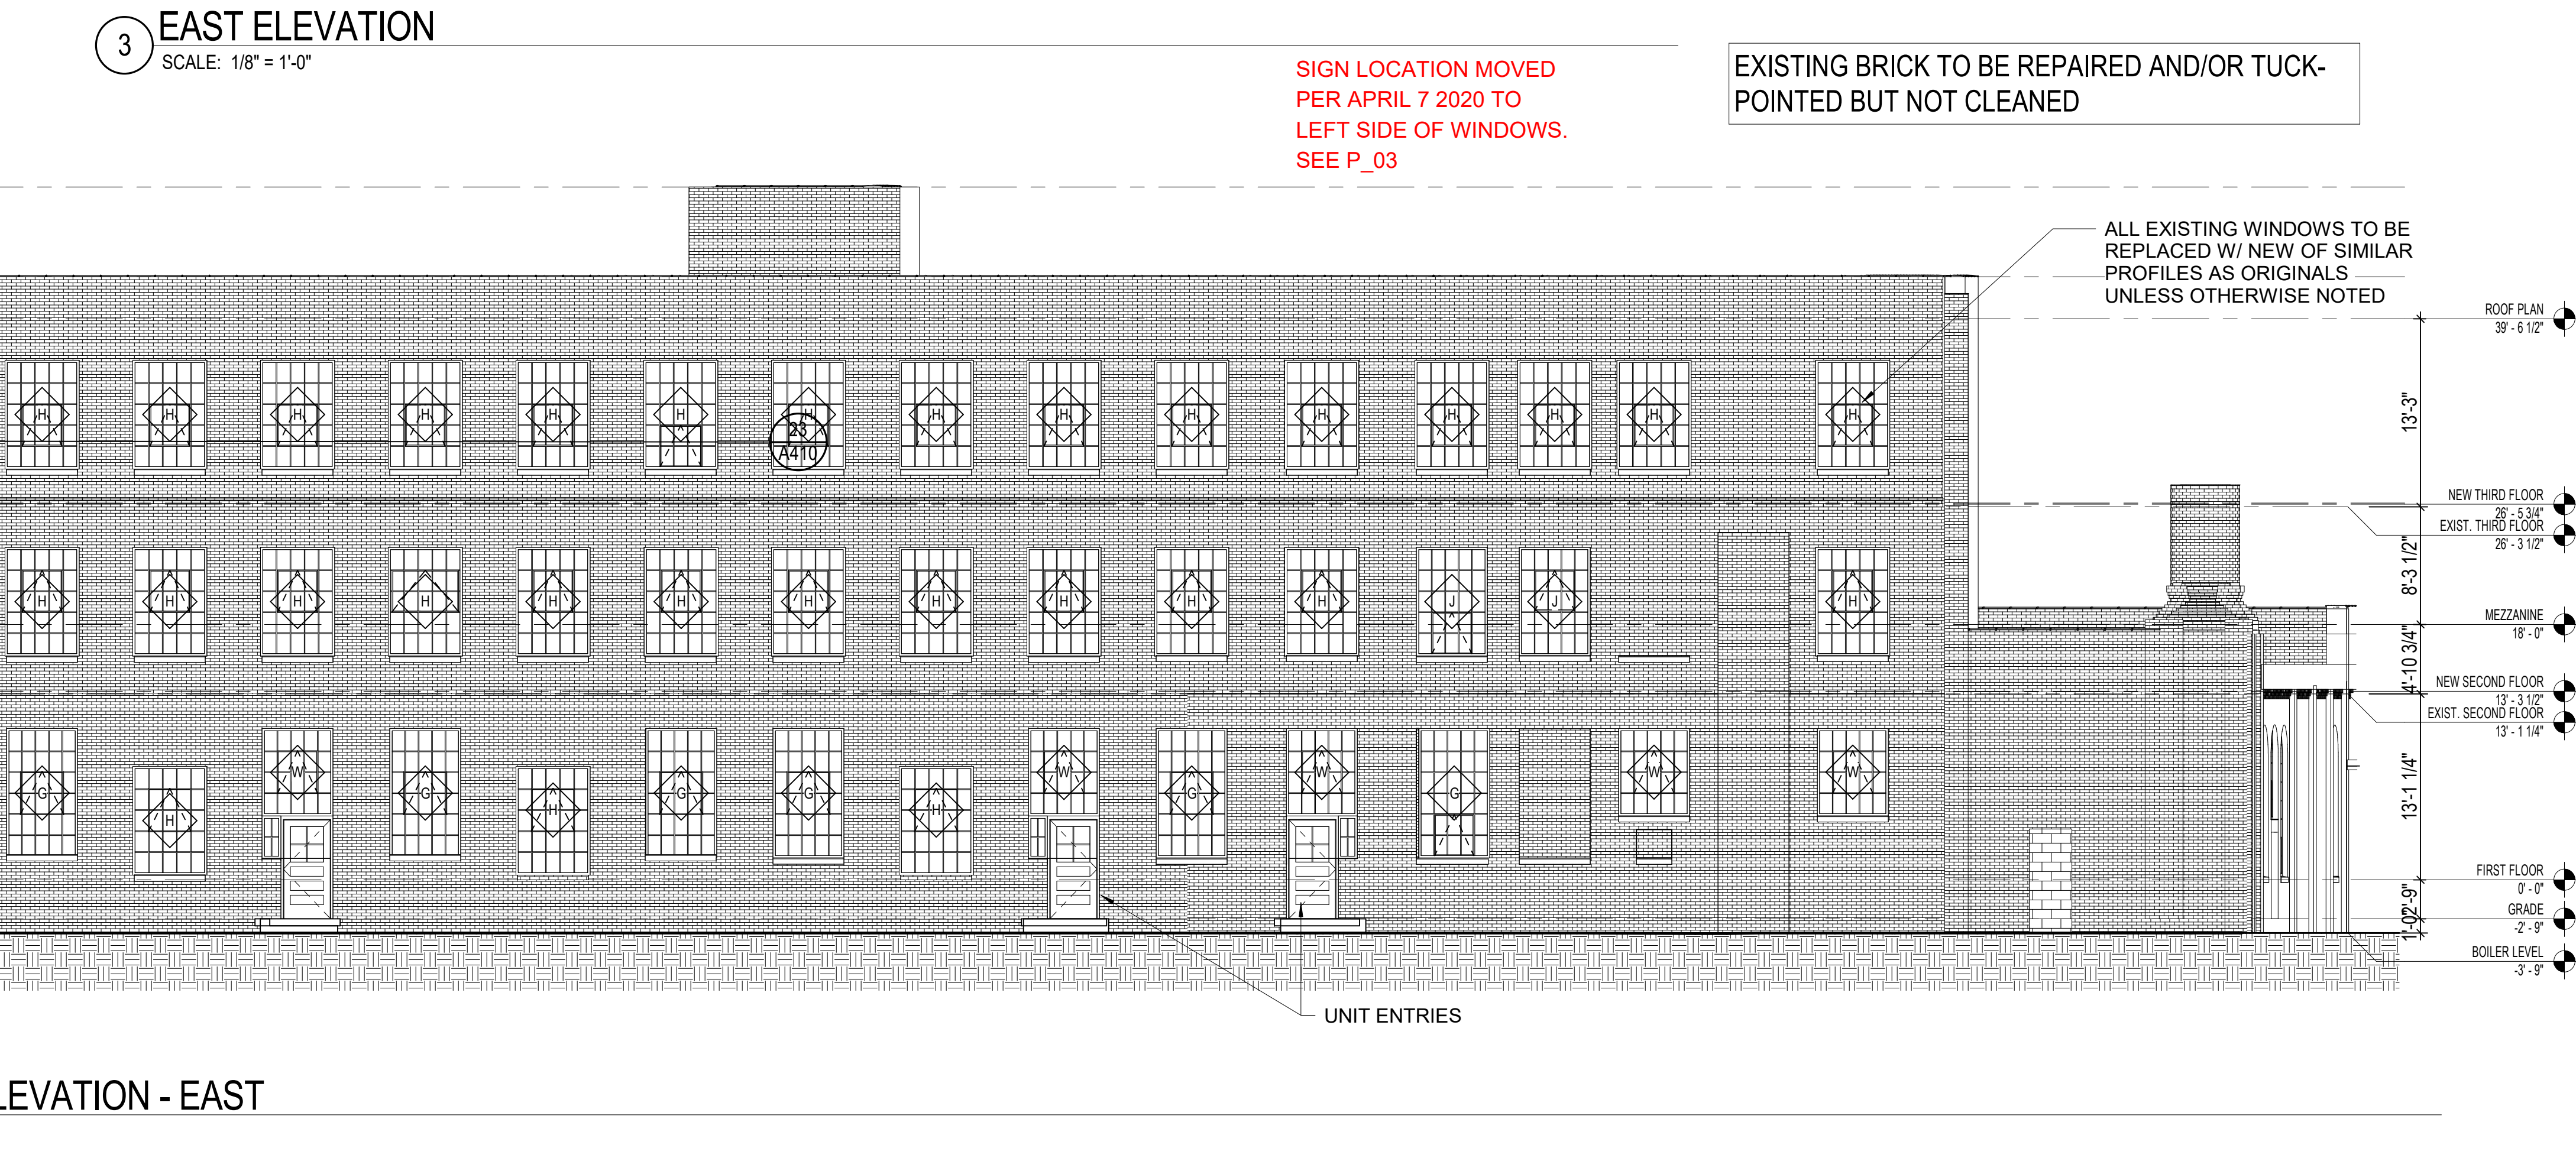 3
EAST ELEVATION
SCALE: 1/8" = 1'-0"
SIGN LOCATION MOVED
PER APRIL 7 2020 TO
LEFT SIDE OF WINDOWS.
SEE P_03
EXISTING BRICK TO BE REPAIRED AND/OR TUCK-
POINTED BUT NOT CLEANED
ALL EXISTING WINDOWS TO BE
REPLACED W/ NEW OF SIMILAR
PROFILES AS ORIGINALS
UNLESS OTHERWISE NOTED
ROOF PLAN
39' - 6 1/2"
13'-3"
H H H H H H H H H H H H H H H
23
A410
NEW THIRD FLOOR
26' - 5 3/4"
EXIST. THIRD FLOOR
26' - 3 1/2"
8'-3 1/2"
H H H H H H H H H H H J J H
MEZZANINE
18' - 0"
4'-10 3/4"
NEW SECOND FLOOR
13' - 3 1/2"
EXIST. SECOND FLOOR
13' - 1 1/4"
13'-1 1/4"
G H W G H G G H W G W G W W
FIRST FLOOR
0' - 0"
2'-9"
GRADE
-2' - 9"
1'-0"
BOILER LEVEL
-3' - 9"
UNIT ENTRIES
LEVATION - EAST